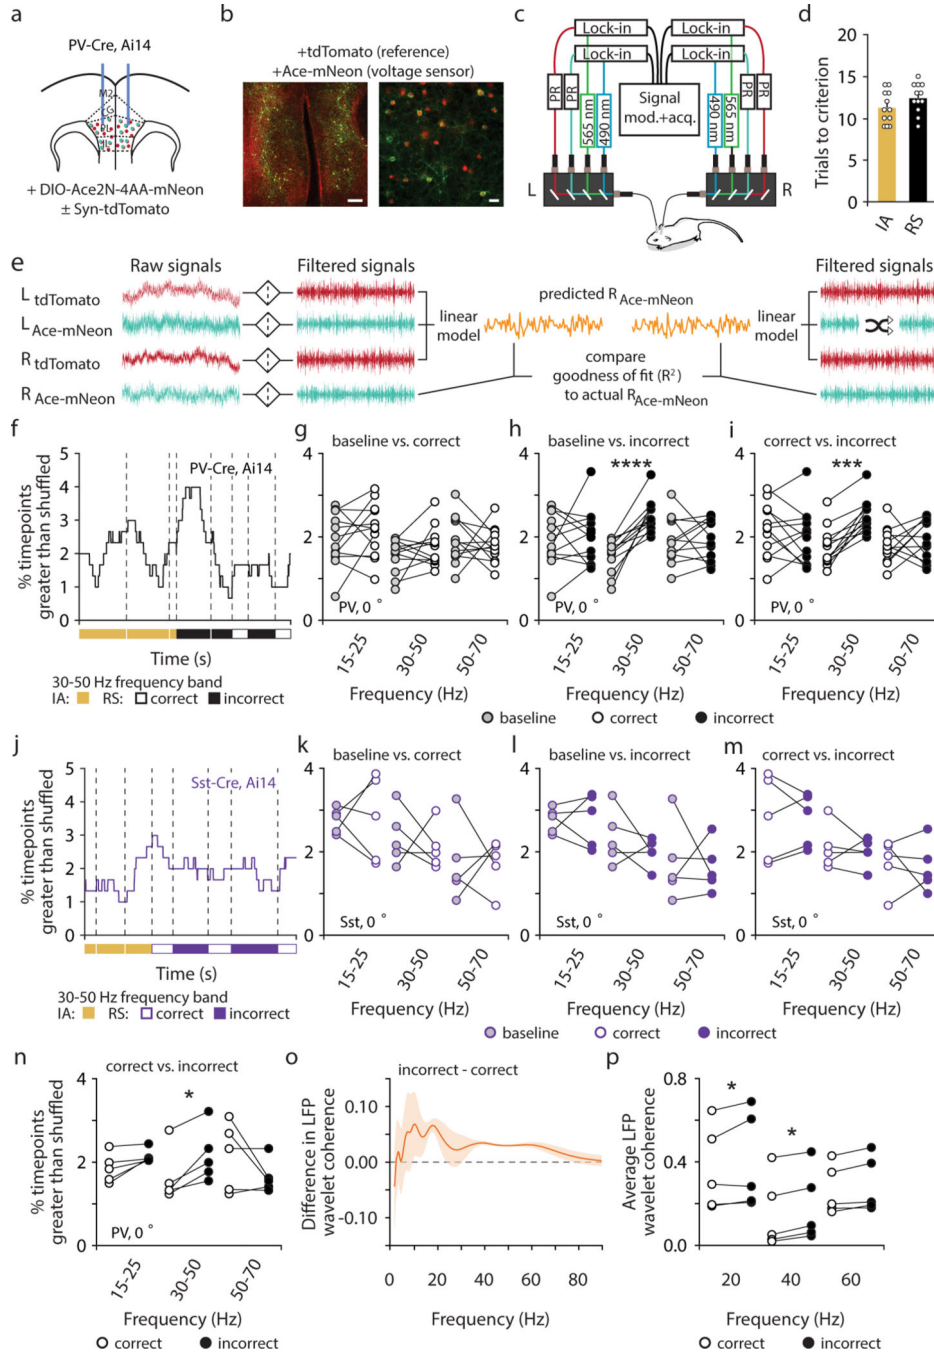 a
PV-Cre, Ai14
M2
+ DIO-Ace2N-4AA-mNeon
± Syn-tdTomato
b
+tdTomato (reference)
+Ace-mNeon (voltage sensor)
c
Lock-in
Lock-in
Lock-in
Lock-in
PR
PR
565 nm
490 nm
Signal
mod.+acq.
490 nm
565 nm
PR
PR
L
R
d
Trials to criterion
20
15
10
5
0
IA
RS
e
Raw signals
Filtered signals
Filtered signals
L tdTomato
L Ace-mNeon
R tdTomato
R Ace-mNeon
linear
model
predicted R Ace-mNeon
linear
model
compare
goodness of fit (R²)
to actual R Ace-mNeon
f
PV-Cre, Ai14
% timepoints
greater than shuffled
5
4
3
2
1
0
Time (s)
30-50 Hz frequency band
IA: RS: correct incorrect
g
baseline vs. correct
4
2
0
PV, 0 °
15-25
30-50
50-70
Frequency (Hz)
h
baseline vs. incorrect
****
4
2
0
PV, 0 °
15-25
30-50
50-70
Frequency (Hz)
i
correct vs. incorrect
***
4
2
0
PV, 0 °
15-25
30-50
50-70
Frequency (Hz)
baseline correct incorrect
j
Sst-Cre, Ai14
% timepoints
greater than shuffled
5
4
3
2
1
0
Time (s)
30-50 Hz frequency band
IA: RS: correct incorrect
k
baseline vs. correct
4
2
0
Sst, 0 °
15-25
30-50
50-70
Frequency (Hz)
l
baseline vs. incorrect
4
2
0
Sst, 0 °
15-25
30-50
50-70
Frequency (Hz)
m
correct vs. incorrect
4
2
0
Sst, 0 °
15-25
30-50
50-70
Frequency (Hz)
baseline correct incorrect
n
correct vs. incorrect
*
% timepoints
greater than shuffled
4
2
0
PV, 0 °
15-25
30-50
50-70
Frequency (Hz)
correct incorrect
o
incorrect - correct
Difference in LFP
wavelet coherence
0.10
0.00
-0.10
0 20 40 60 80
Frequency (Hz)
p
* *
Average LFP
wavelet coherence
0.8
0.4
0.0
20 40 60
Frequency (Hz)
correct incorrect